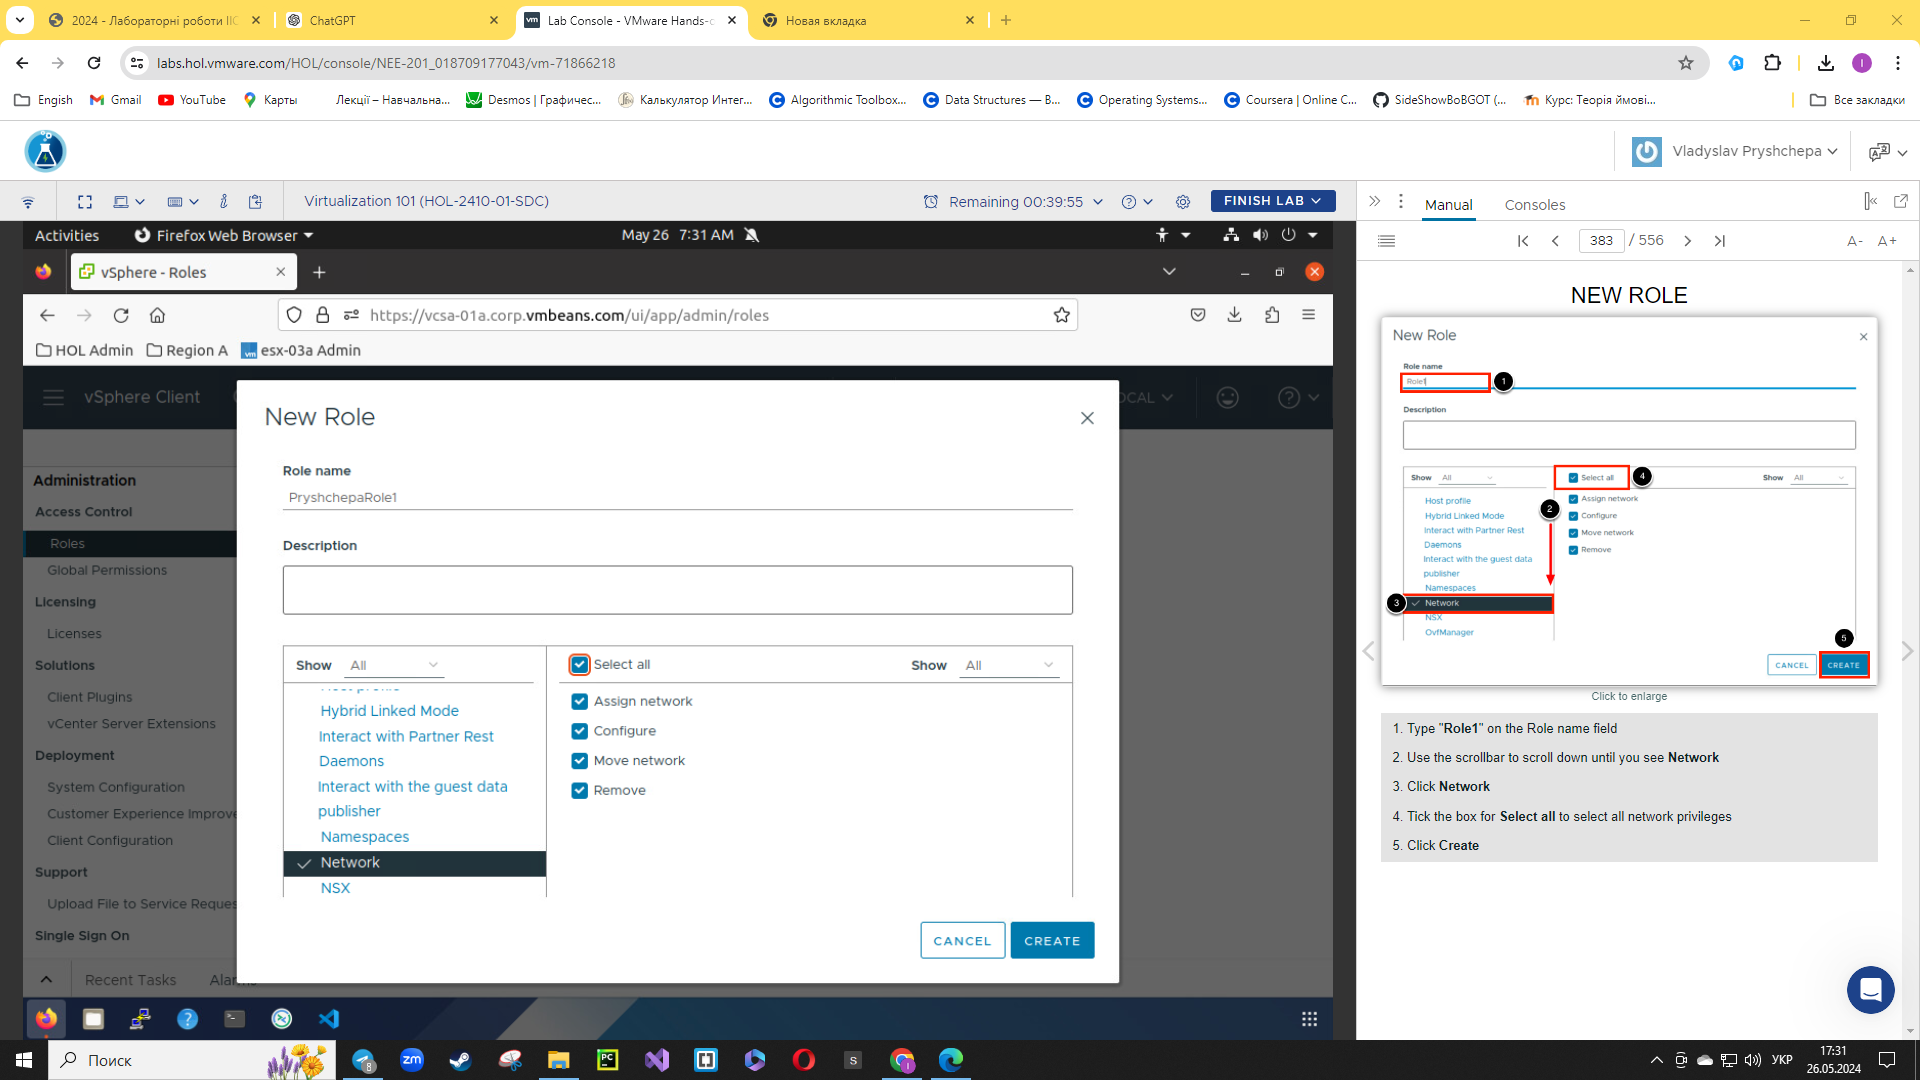 2024 - Лабораторні роботи ІІС
ChatGPT
Lab Console - VMware Hands-o
Новая вкладка
labs.hol.vmware.com/HOL/console/NEE-201_018709177043/vm-71866218
Engish
Gmail
YouTube
Карты
Лекції – Навчальна...
Desmos | Графичес...
Калькулятор Интег...
Algorithmic Toolbox...
Data Structures — В...
Operating Systems...
Coursera | Online C...
SideShowBoBGOT (...
Курс: Теорія ймові...
Все закладки
Vladyslav Pryshchepa
Virtualization 101 (HOL-2410-01-SDC)
Remaining 00:39:55
FINISH LAB
Manual
Consoles
383 / 556
A-
A+
Activities
Firefox Web Browser
May 26 7:31 AM
vSphere - Roles
https://vcsa-01a.corp.vmbeans.com/ui/app/admin/roles
HOL Admin
Region A
esx-03a Admin
vSphere Client
OCAL
Administration
Access Control
Roles
Global Permissions
Licensing
Licenses
Solutions
Client Plugins
vCenter Server Extensions
Deployment
System Configuration
Customer Experience Improve
Client Configuration
Support
Upload File to Service Reques
Single Sign On
Recent Tasks
Alarms
New Role
Role name
PryshchepaRole1
Description
Show All
Select all
Show All
Host profile
Hybrid Linked Mode
Interact with Partner Rest
Daemons
Interact with the guest data
publisher
Namespaces
Network
NSX
Assign network
Configure
Move network
Remove
CANCEL
CREATE
NEW ROLE
New Role
Role name
Role1
1
Description
Show All
Select all
4
Show All
Host profile
Hybrid Linked Mode
Interact with Partner Rest
Daemons
Interact with the guest data
publisher
Namespaces
3
Network
NSX
OvfManager
2
Assign network
Configure
Move network
Remove
5
CANCEL
CREATE
Click to enlarge
1. Type "Role1" on the Role name field
2. Use the scrollbar to scroll down until you see Network
3. Click Network
4. Tick the box for Select all to select all network privileges
5. Click Create
Поиск
8
zm
PC
S
УКР
17:31
26.05.2024